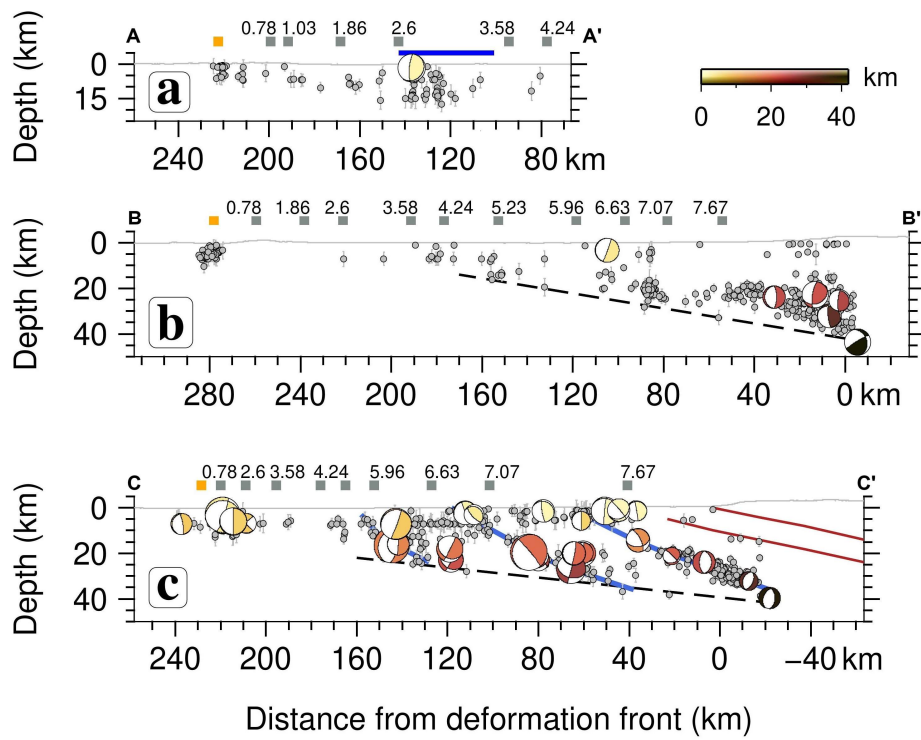 A 0.78 1.03 1.86 2.6 3.58 4.24 A'
Depth (km)
0
15
a
km
0 20 40
240 200 160 120 80 km
B 0.78 1.86 2.6 3.58 4.24 5.23 5.96 6.63 7.07 7.67 B'
Depth (km)
0
20
40
b
280 240 200 160 120 80 40 0 km
C 0.78 2.6 3.58 4.24 5.96 6.63 7.07 7.67 C'
Depth (km)
0
20
40
c
240 200 160 120 80 40 0 −40 km
Distance from deformation front (km)